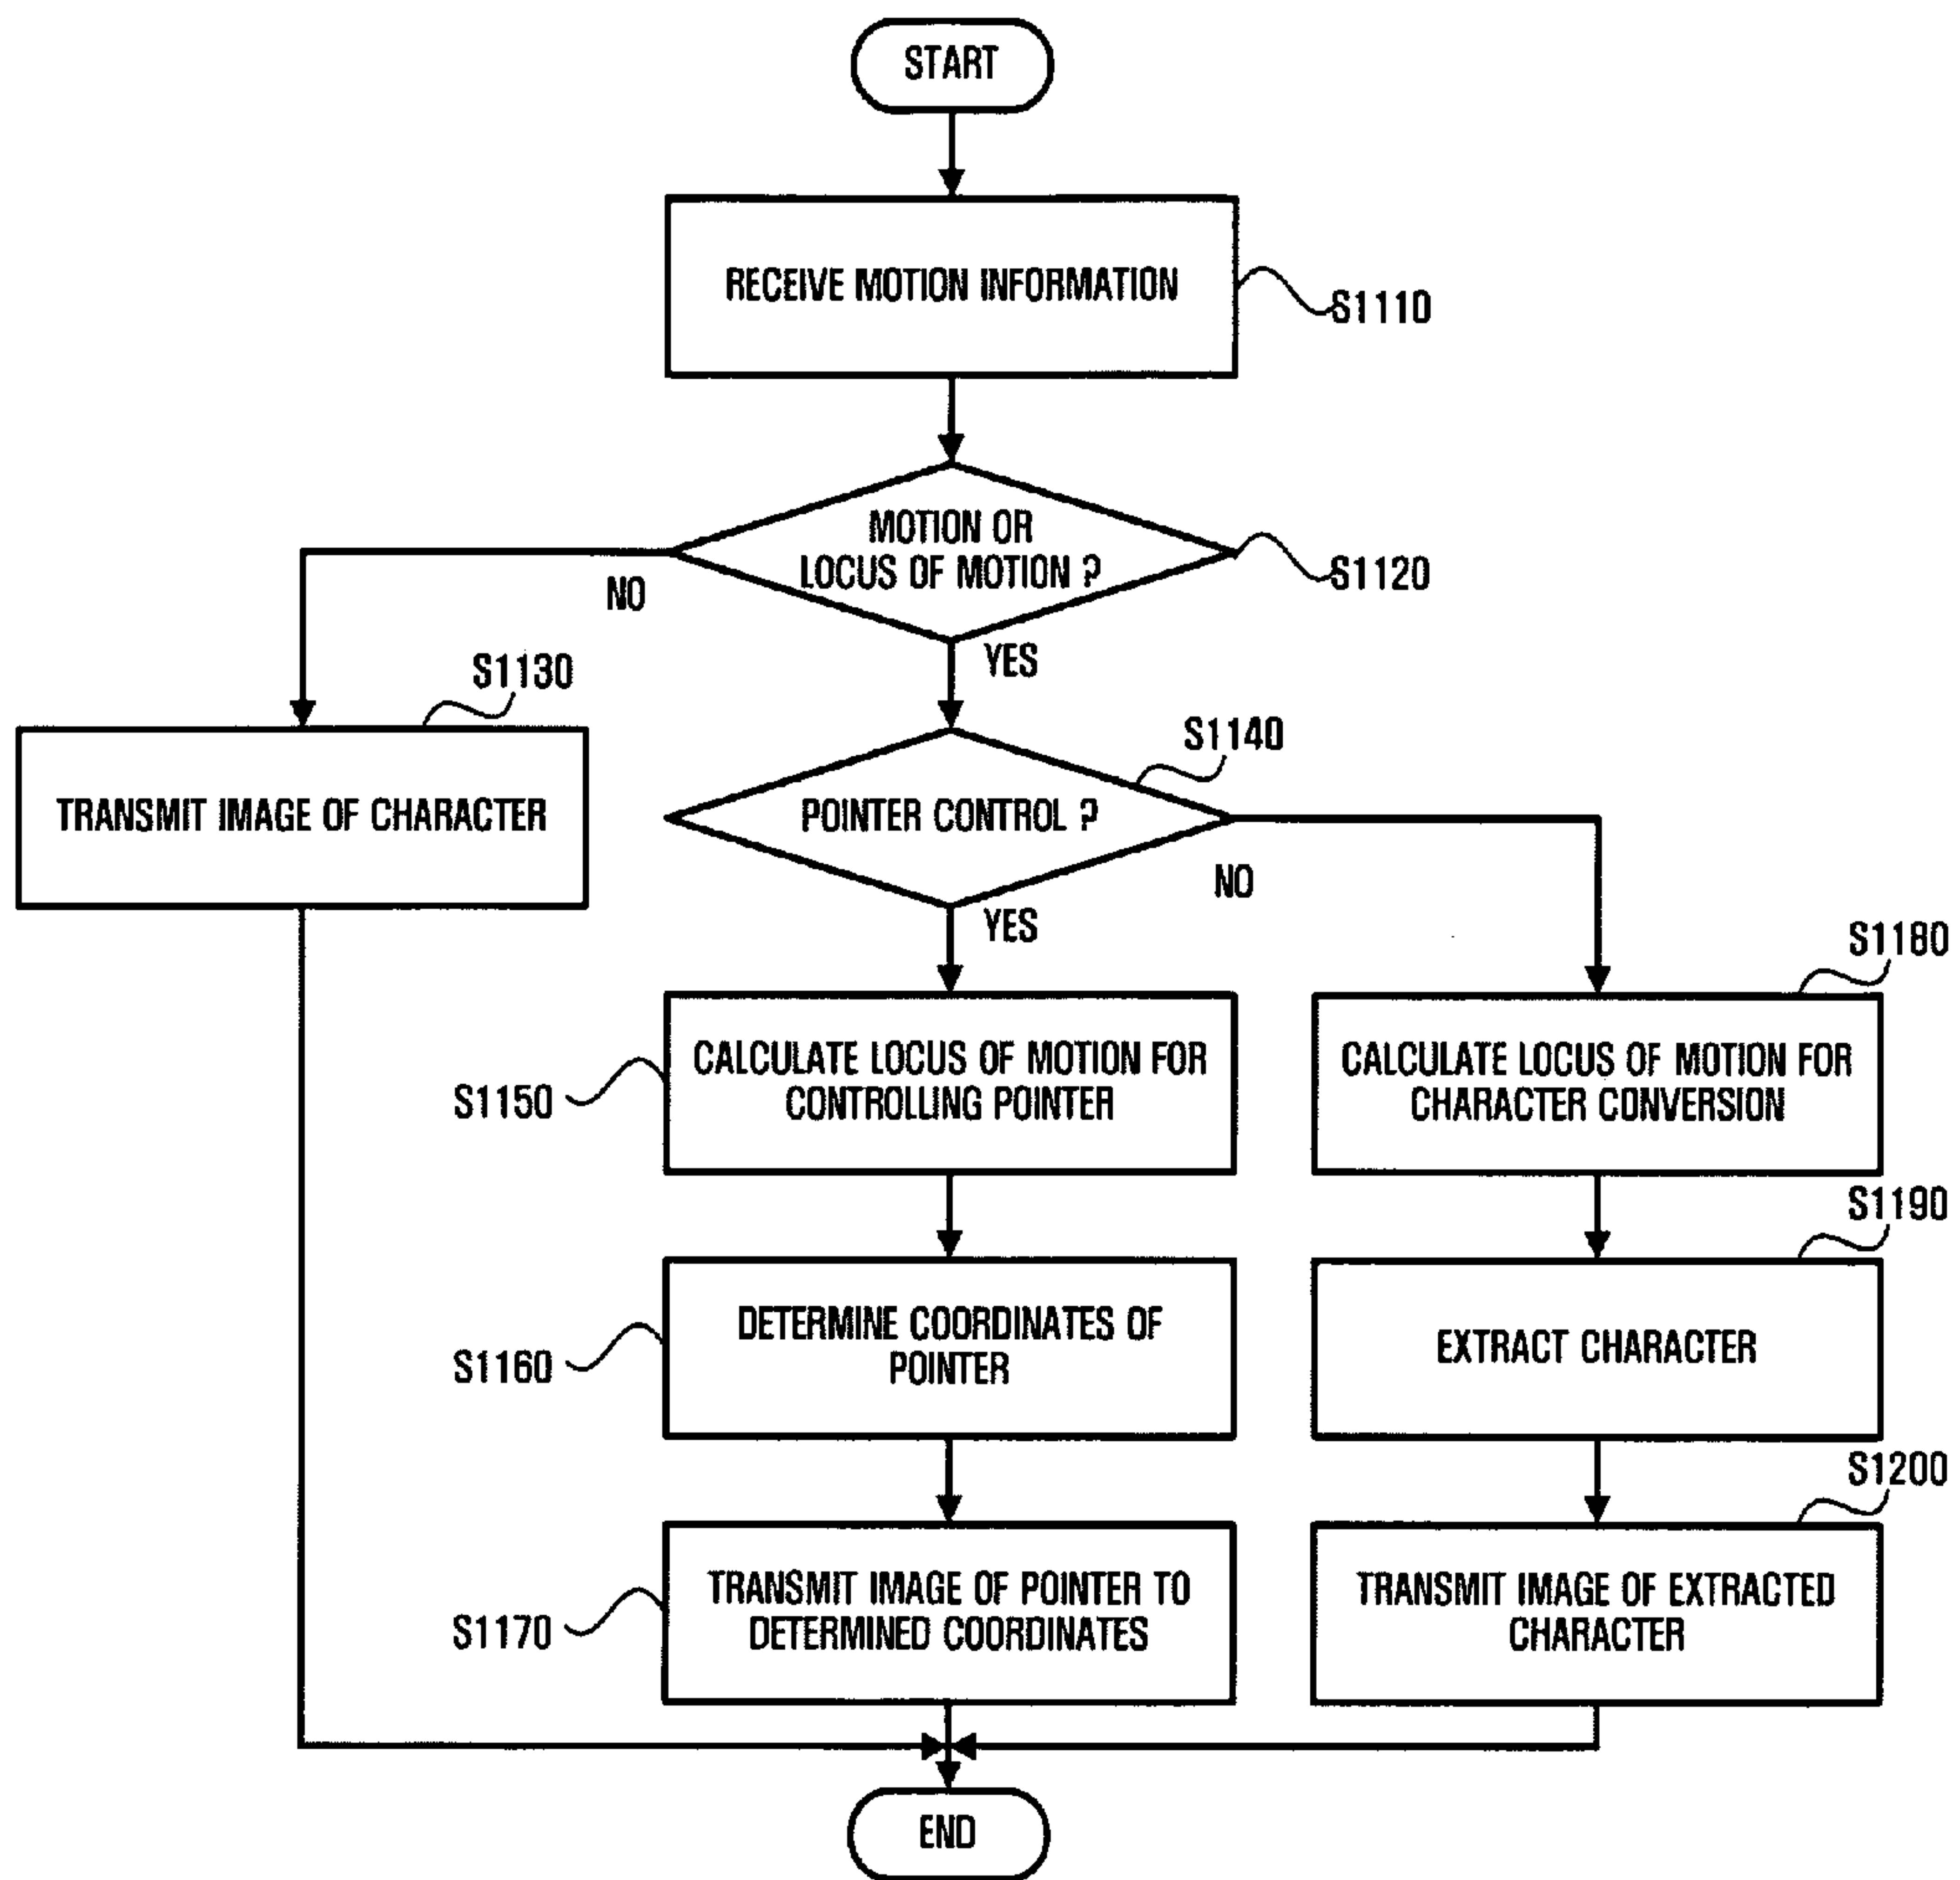 START
RECEIVE MOTION INFORMATION
S1110
MOTION OR
LOCUS OF MOTION ?
S1120
NO
YES
S1130
TRANSMIT IMAGE OF CHARACTER
S1140
POINTER CONTROL ?
NO
YES
S1150
CALCULATE LOCUS OF MOTION FOR
CONTROLLING POINTER
S1180
CALCULATE LOCUS OF MOTION FOR
CHARACTER CONVERSION
S1160
DETERMINE COORDINATES OF
POINTER
S1190
EXTRACT CHARACTER
S1170
TRANSMIT IMAGE OF POINTER TO
DETERMINED COORDINATES
S1200
TRANSMIT IMAGE OF EXTRACTED
CHARACTER
END